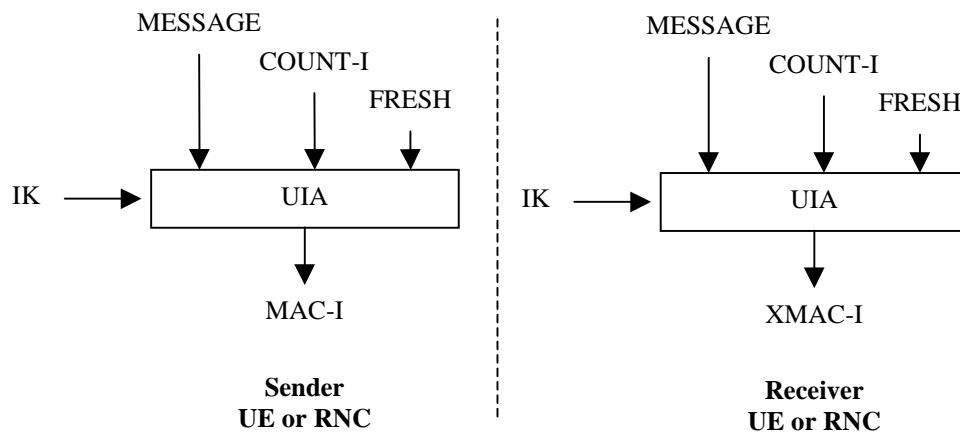 MESSAGE
COUNT-I
FRESH
IK
UIA
MAC-I
Sender
UE or RNC
MESSAGE
COUNT-I
FRESH
IK
UIA
XMAC-I
Receiver
UE or RNC